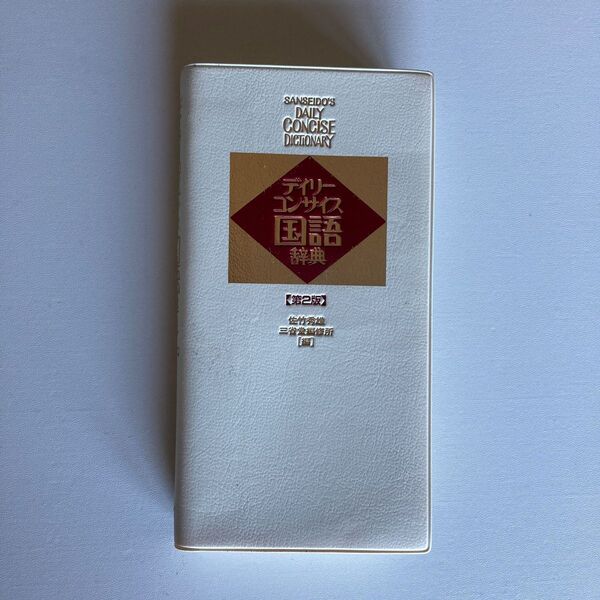 SANSEIDO'S
DAILY
CONCISE
DICTIONARY
デイリー
コンサイス
国語
辞典
【第2版】
佐竹秀雄
三省堂編修所
[編]